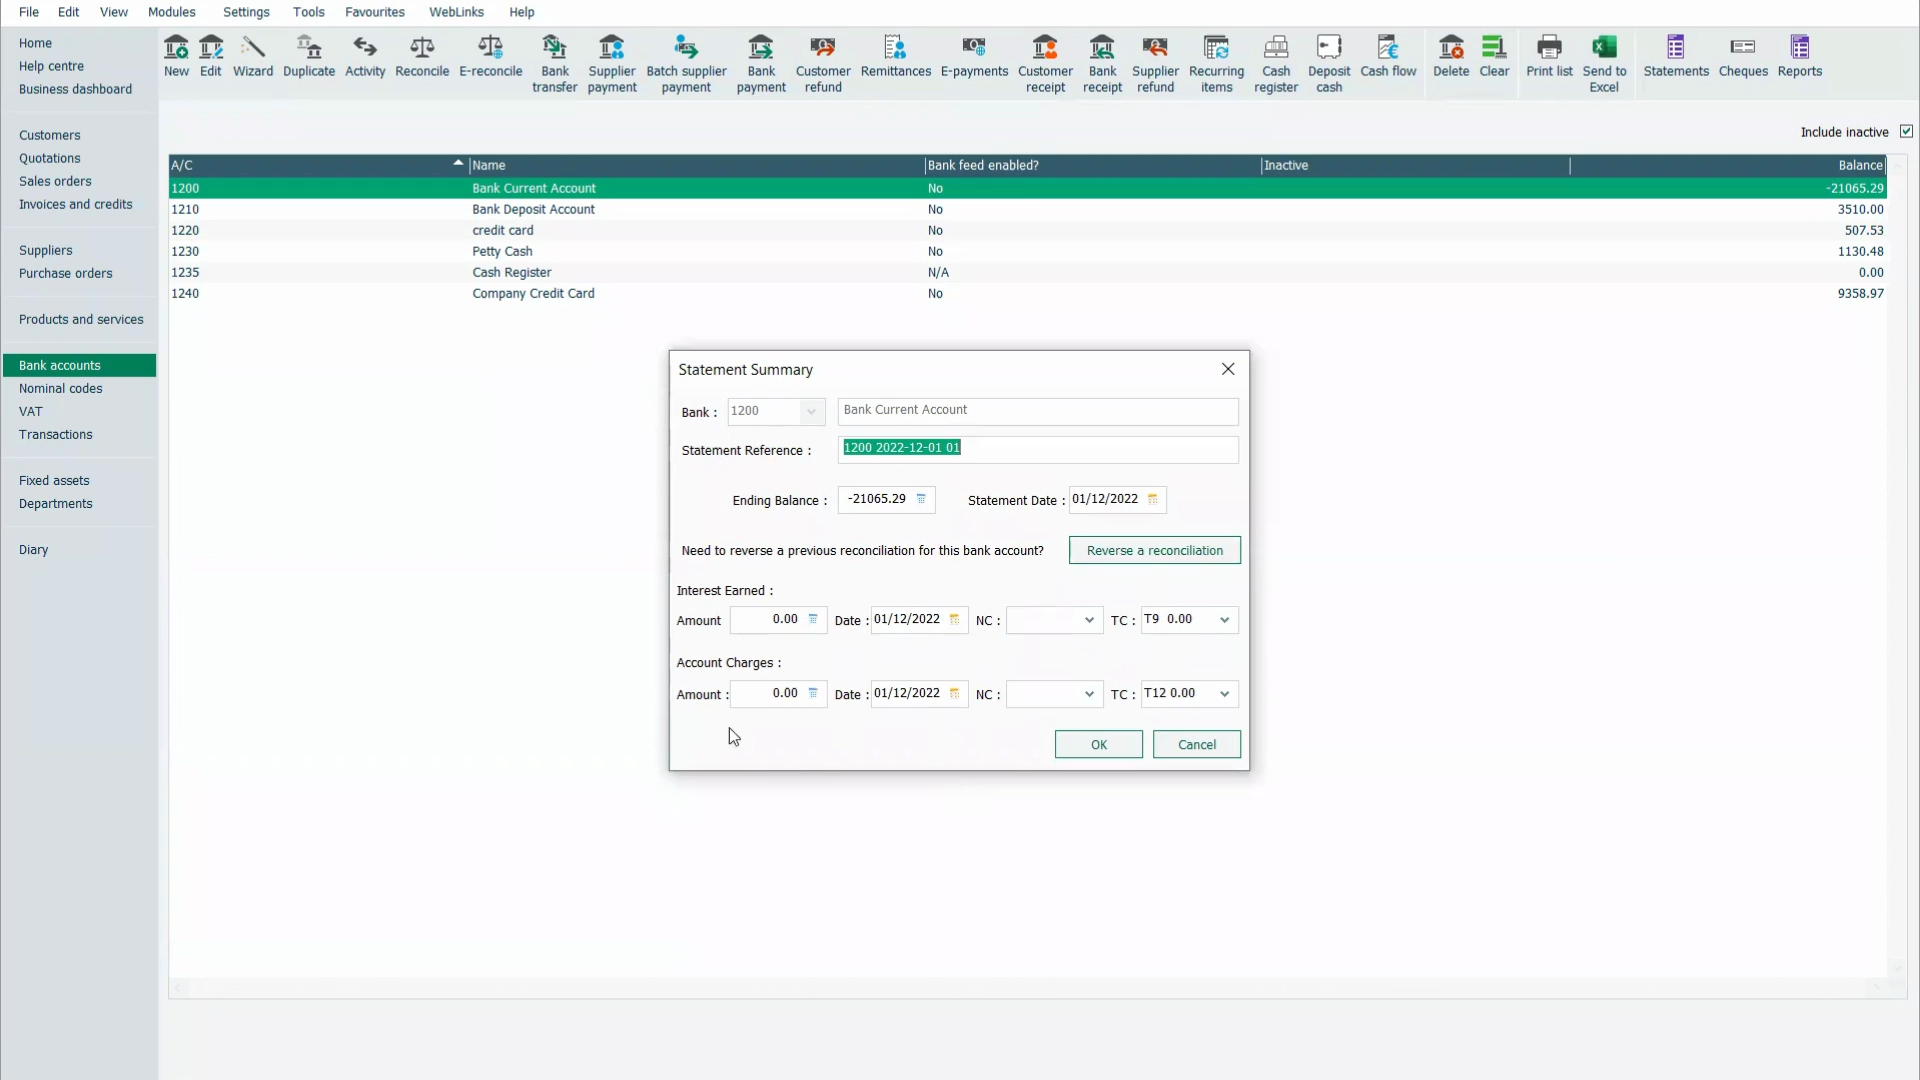 File Edit View Modules Settings Tools Favourites WebLinks Help
Home
Help centre
Business dashboard
Customers
Quotations
Sales orders
Invoices and credits
Suppliers
Purchase orders
Products and services
Bank accounts
Nominal codes
VAT
Transactions
Fixed assets
Departments
Diary
New Edit Wizard Duplicate Activity Reconcile E-reconcile Bank transfer Supplier payment Batch supplier payment Bank payment Customer refund Remittances E-payments Customer receipt Bank receipt Supplier refund Recurring items Cash register Deposit cash Cash flow Delete Clear Print list Send to Excel Statements Cheques Reports
Include inactive
A/C Name Bank feed enabled? Inactive Balance
1200 Bank Current Account No -21065.29
1210 Bank Deposit Account No 3510.00
1220 credit card No 507.53
1230 Petty Cash No 1130.48
1235 Cash Register N/A 0.00
1240 Company Credit Card No 9358.97
Statement Summary
Bank : 1200 Bank Current Account
Statement Reference : 1200 2022-12-01 01
Ending Balance : -21065.29 Statement Date : 01/12/2022
Need to reverse a previous reconciliation for this bank account? Reverse a reconciliation
Interest Earned :
Amount 0.00 Date : 01/12/2022 NC : TC : T9 0.00
Account Charges :
Amount : 0.00 Date : 01/12/2022 NC : TC : T12 0.00
OK Cancel